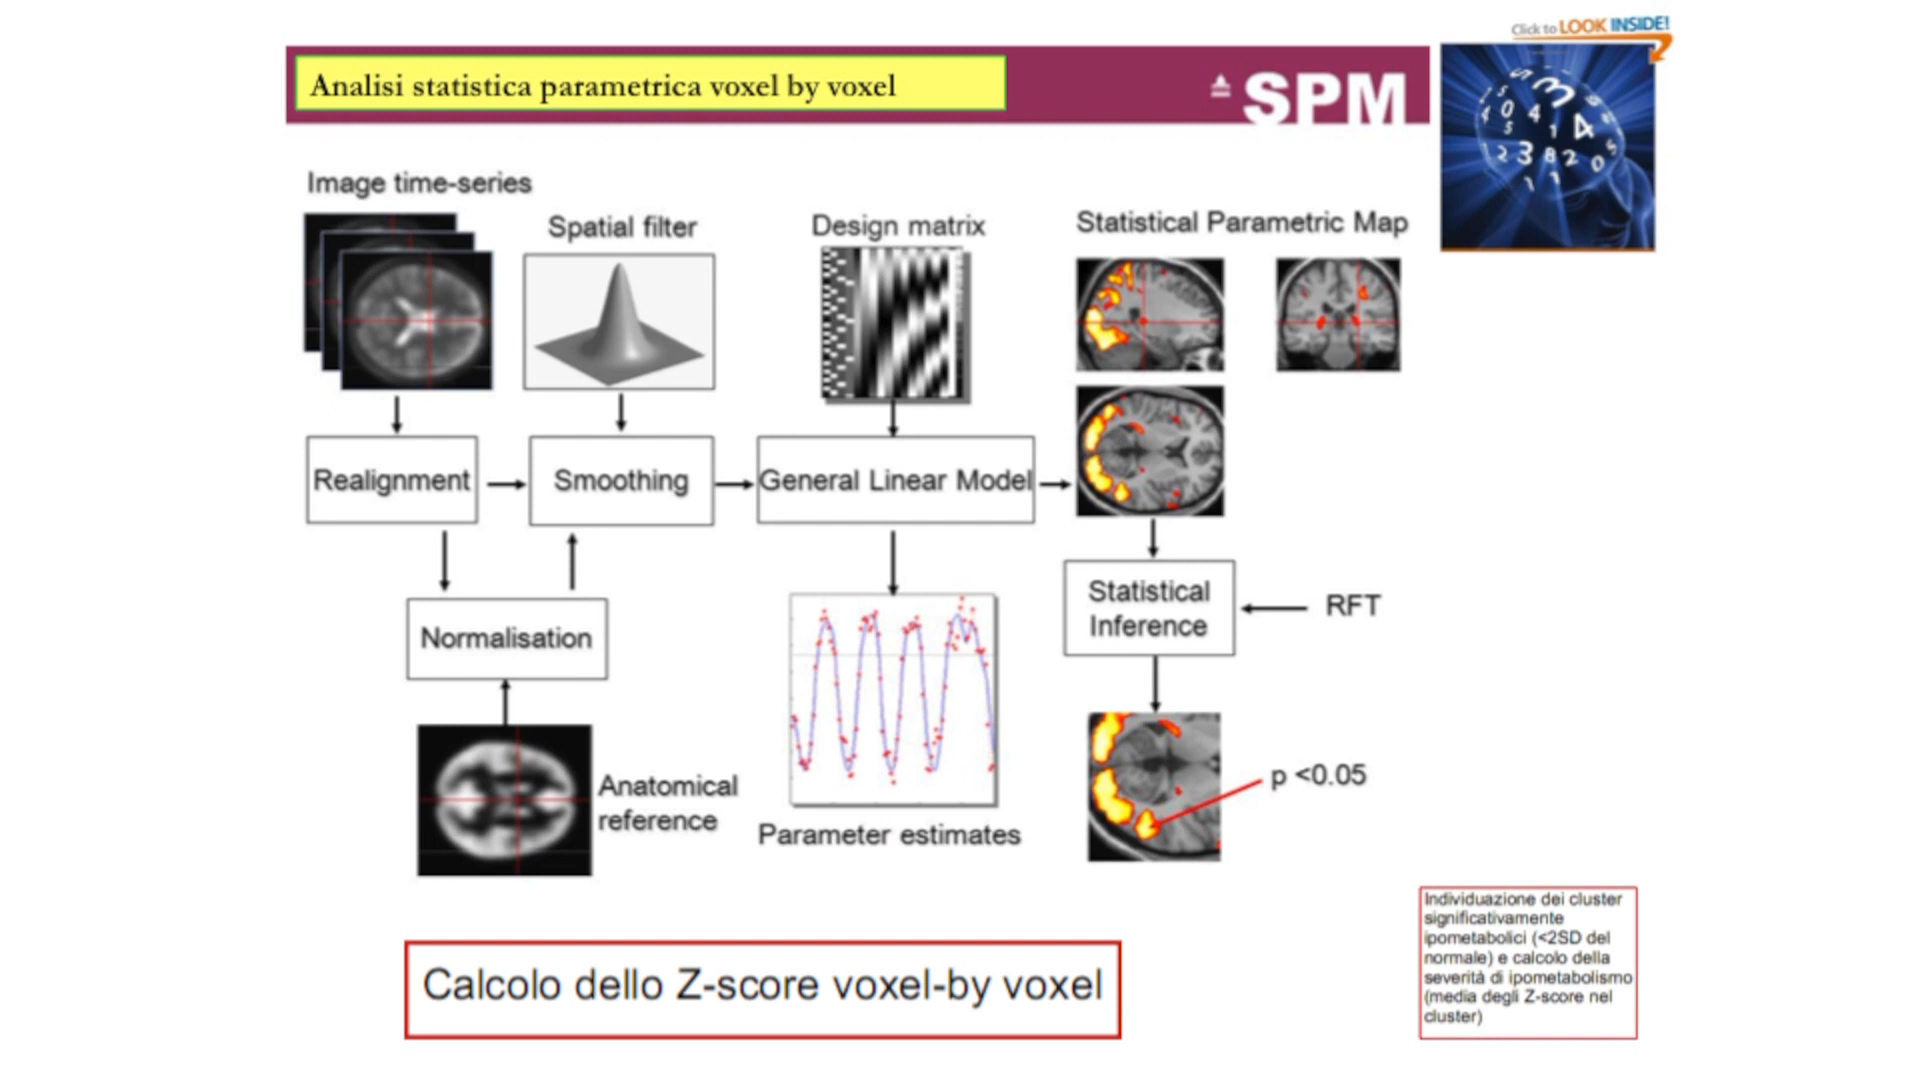 Click to LOOK INSIDE!
Analisi statistica parametrica voxel by voxel
SPM
Image time-series
Spatial filter
Design matrix
Statistical Parametric Map
Realignment
Smoothing
General Linear Model
Normalisation
Statistical
Inference
RFT
Anatomical
reference
Parameter estimates
p <0.05
Calcolo dello Z-score voxel-by voxel
Individuazione dei cluster
significativamente
ipometabolici (<2SD del
normale) e calcolo della
severità di ipometabolismo
(media degli Z-score nel
cluster)